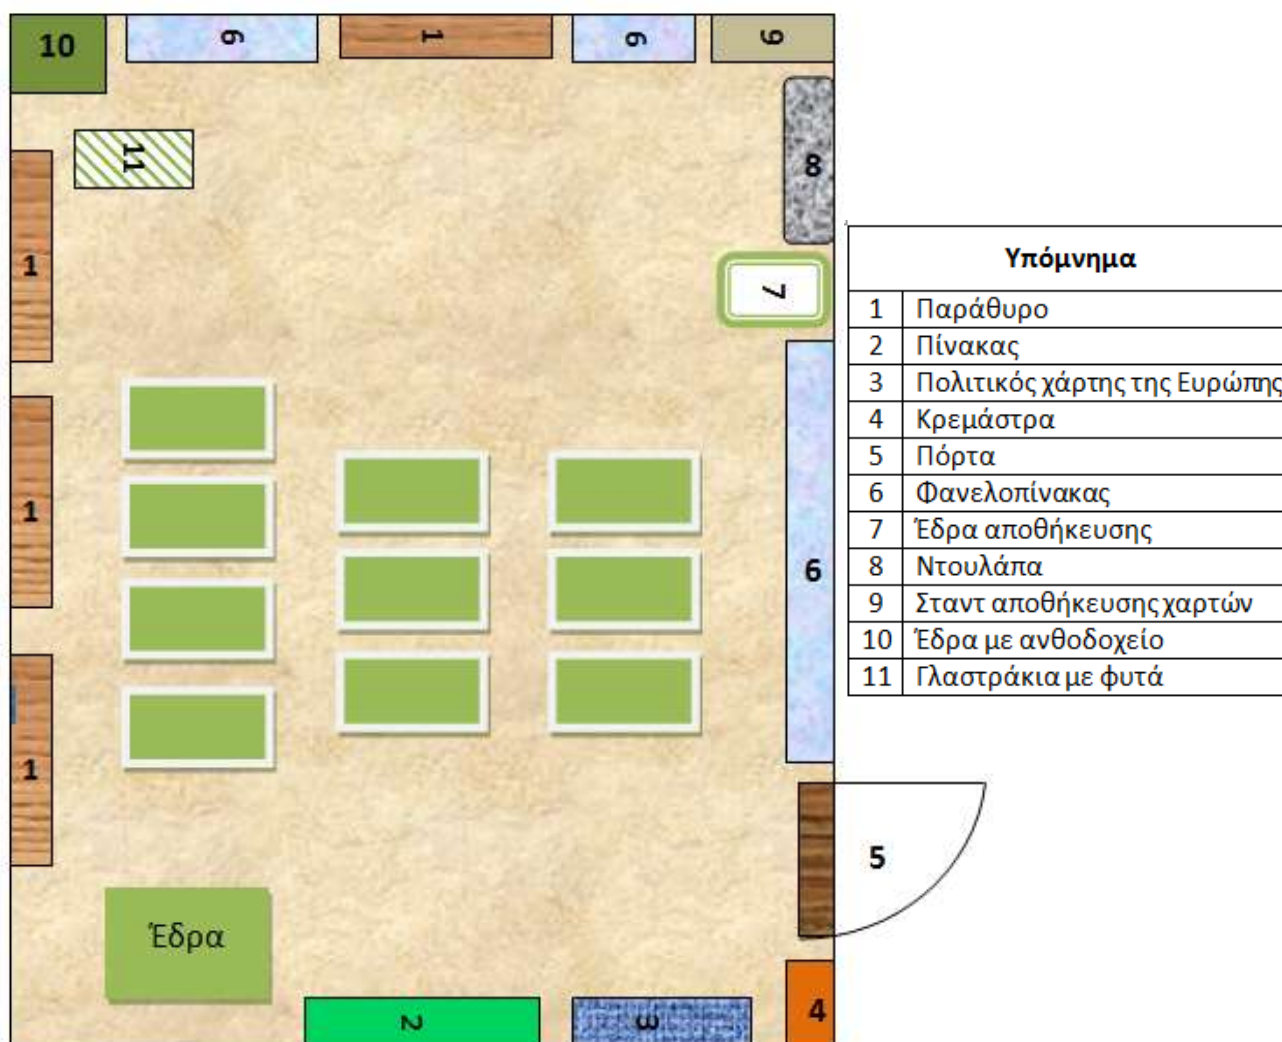 10
6
1
6
9
11
8
1
7
1
6
1
5
Έδρα
2
3
4
Υπόμνημα
1 Παράθυρο
2 Πίνακας
3 Πολιτικός χάρτης της Ευρώπης
4 Κρεμάστρα
5 Πόρτα
6 Φανελοπίνακας
7 Έδρα αποθήκευσης
8 Ντουλάπα
9 Σταντ αποθήκευσης χαρτών
10 Έδρα με ανθοδοχείο
11 Γλαστράκια με φυτά